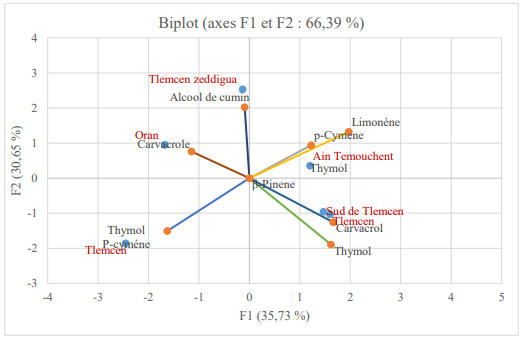 Biplot (axes F1 et F2 : 66,39 %)
4
3
2
1
0
-1
-2
-3
-4
-3
-2
-1
0
1
2
3
4
5
F2 (30,65 %)
F1 (35,73 %)
Tlemcen zeddigua
Alcool de cumin
Limonène
Oran
Carvacrole
p-Cymène
Ain Temouchent
Thymol
β-Pinene
Sud de Tlemcen
Tlemcen
Carvacrol
Thymol
P-cyméne
Tlemcen
Thymol